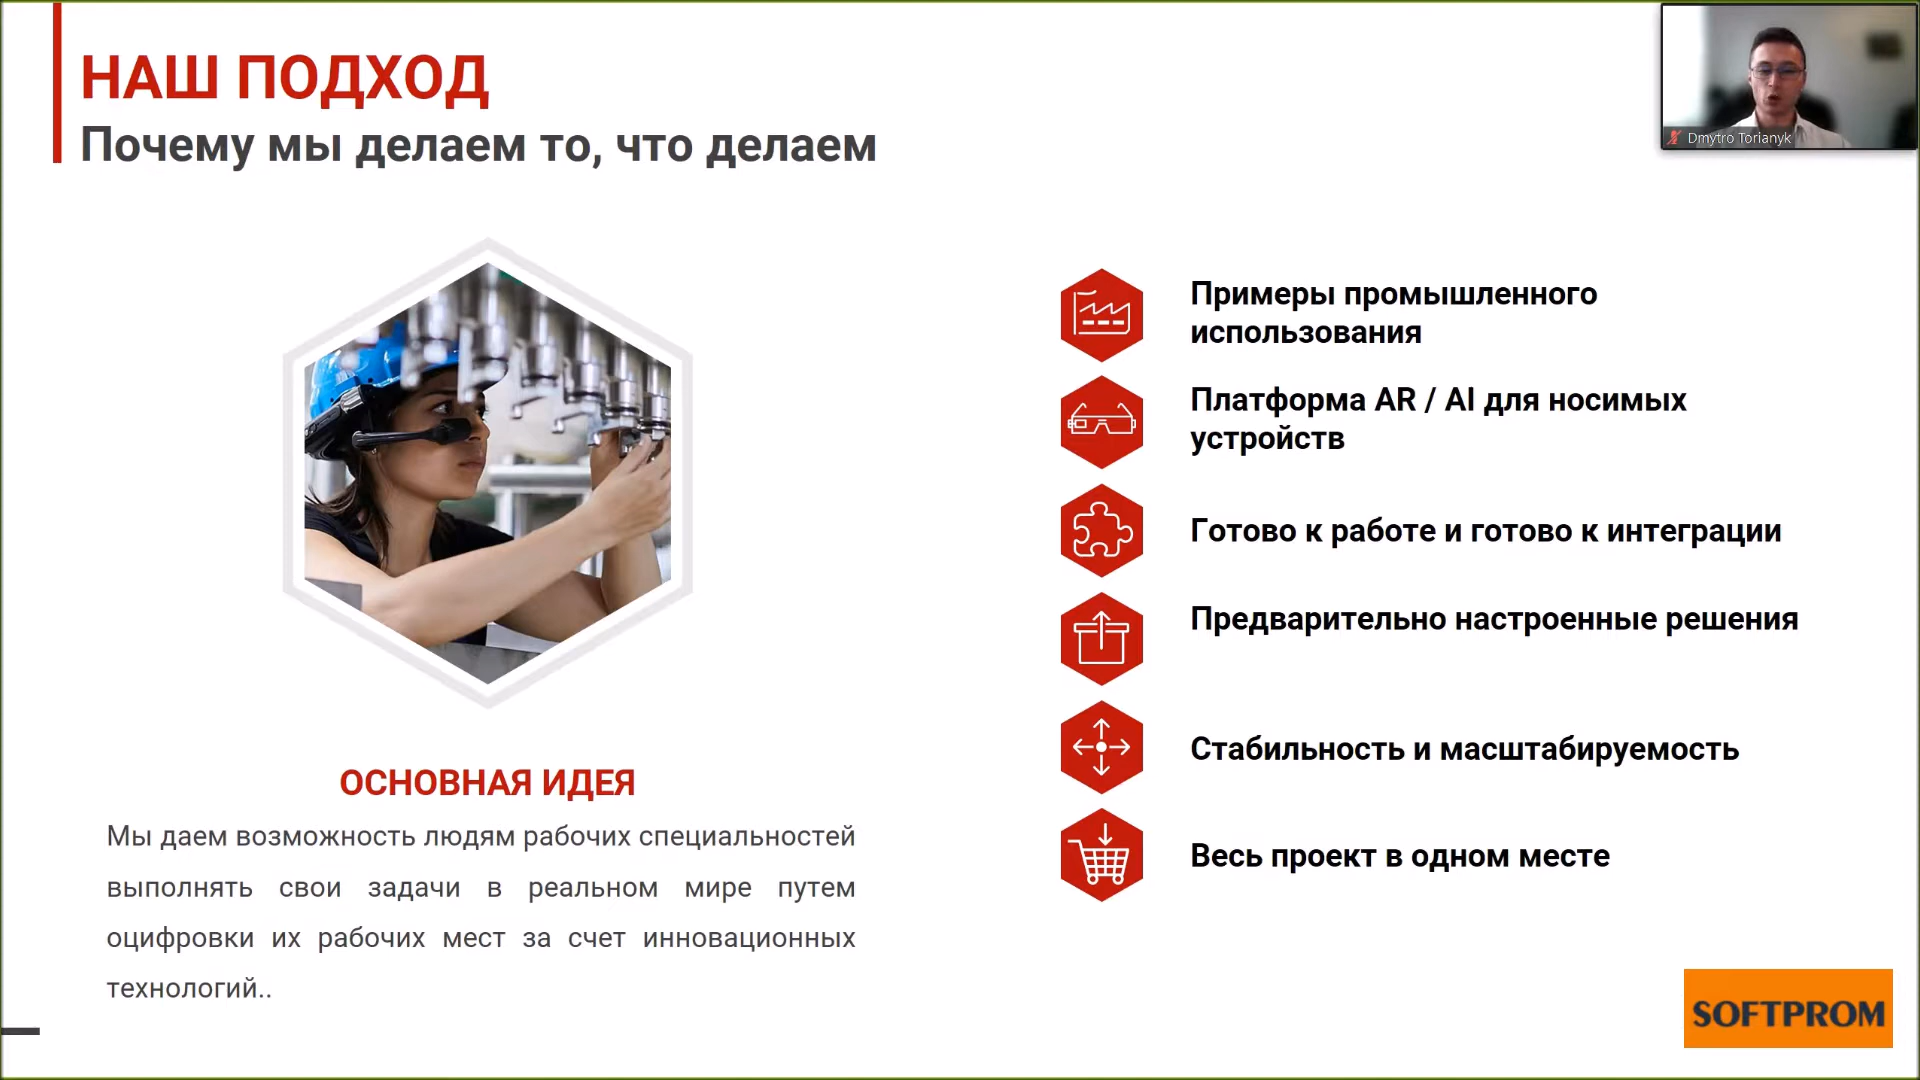 НАШ ПОДХОД
Почему мы делаем то, что делаем
Dmytro Torianyk
Примеры промышленного
использования
Платформа AR / AI для носимых
устройств
Готово к работе и готово к интеграции
Предварительно настроенные решения
Стабильность и масштабируемость
Весь проект в одном месте
ОСНОВНАЯ ИДЕЯ
Мы даем возможность людям рабочих специальностей
выполнять свои задачи в реальном мире путем
оцифровки их рабочих мест за счет инновационных
технологий..
SOFTPROM